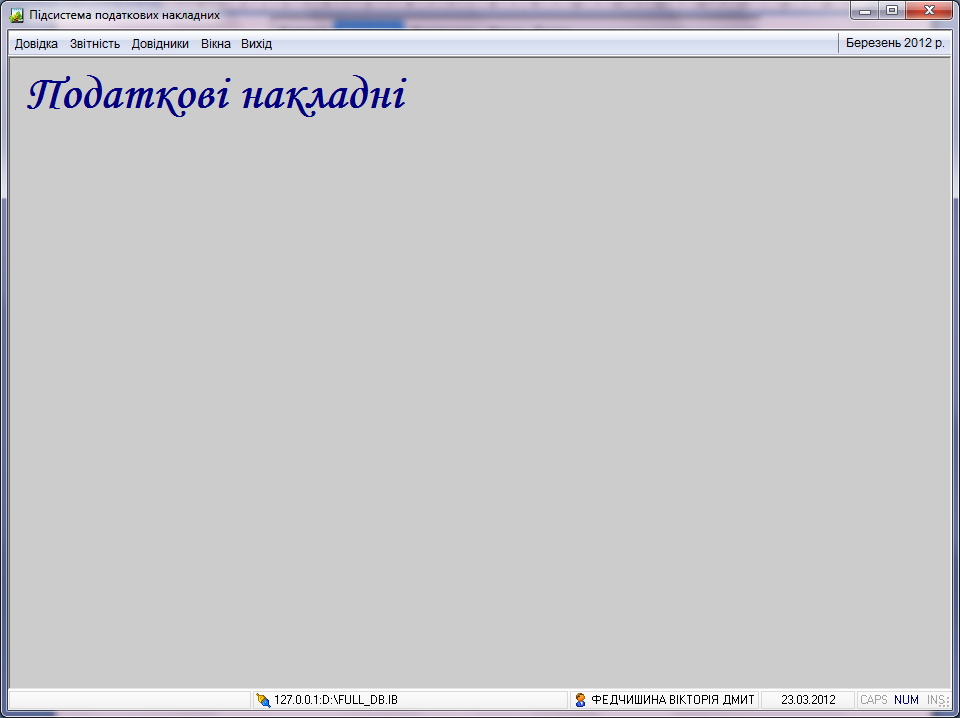 Підсистема податкових накладних
Довідка Звітність Довідники Вікна Вихід Березень 2012 р.
Податкові накладні
127.0.0.1:D:\FULL_DB.IB ФЕДЧИШИНА ВІКТОРІЯ ДМИТ 23.03.2012 CAPS NUM INS